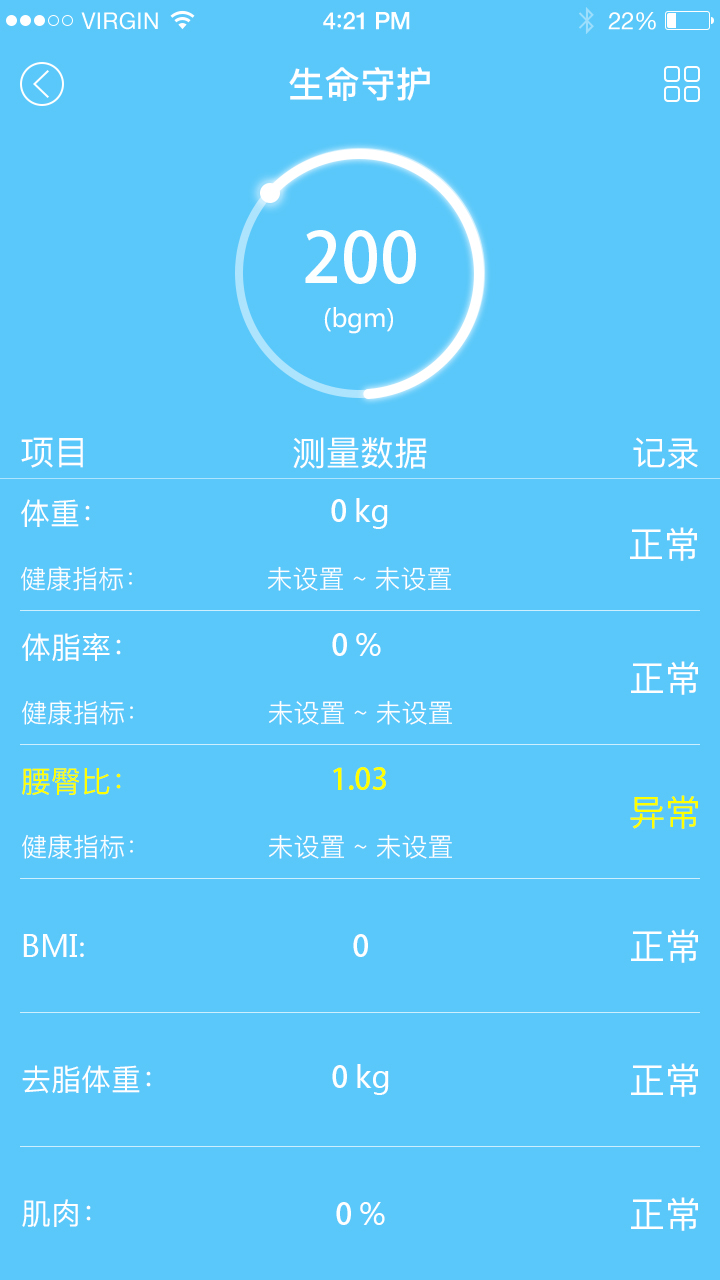 VIRGIN 4:21 PM 22%
生命守护
200
(bgm)
项目 测量数据 记录
体重: 0 kg 正常
健康指标: 未设置 ~ 未设置
体脂率: 0 % 正常
健康指标: 未设置 ~ 未设置
腰臀比: 1.03 异常
健康指标: 未设置 ~ 未设置
BMI: 0 正常
去脂体重: 0 kg 正常
肌肉: 0 % 正常